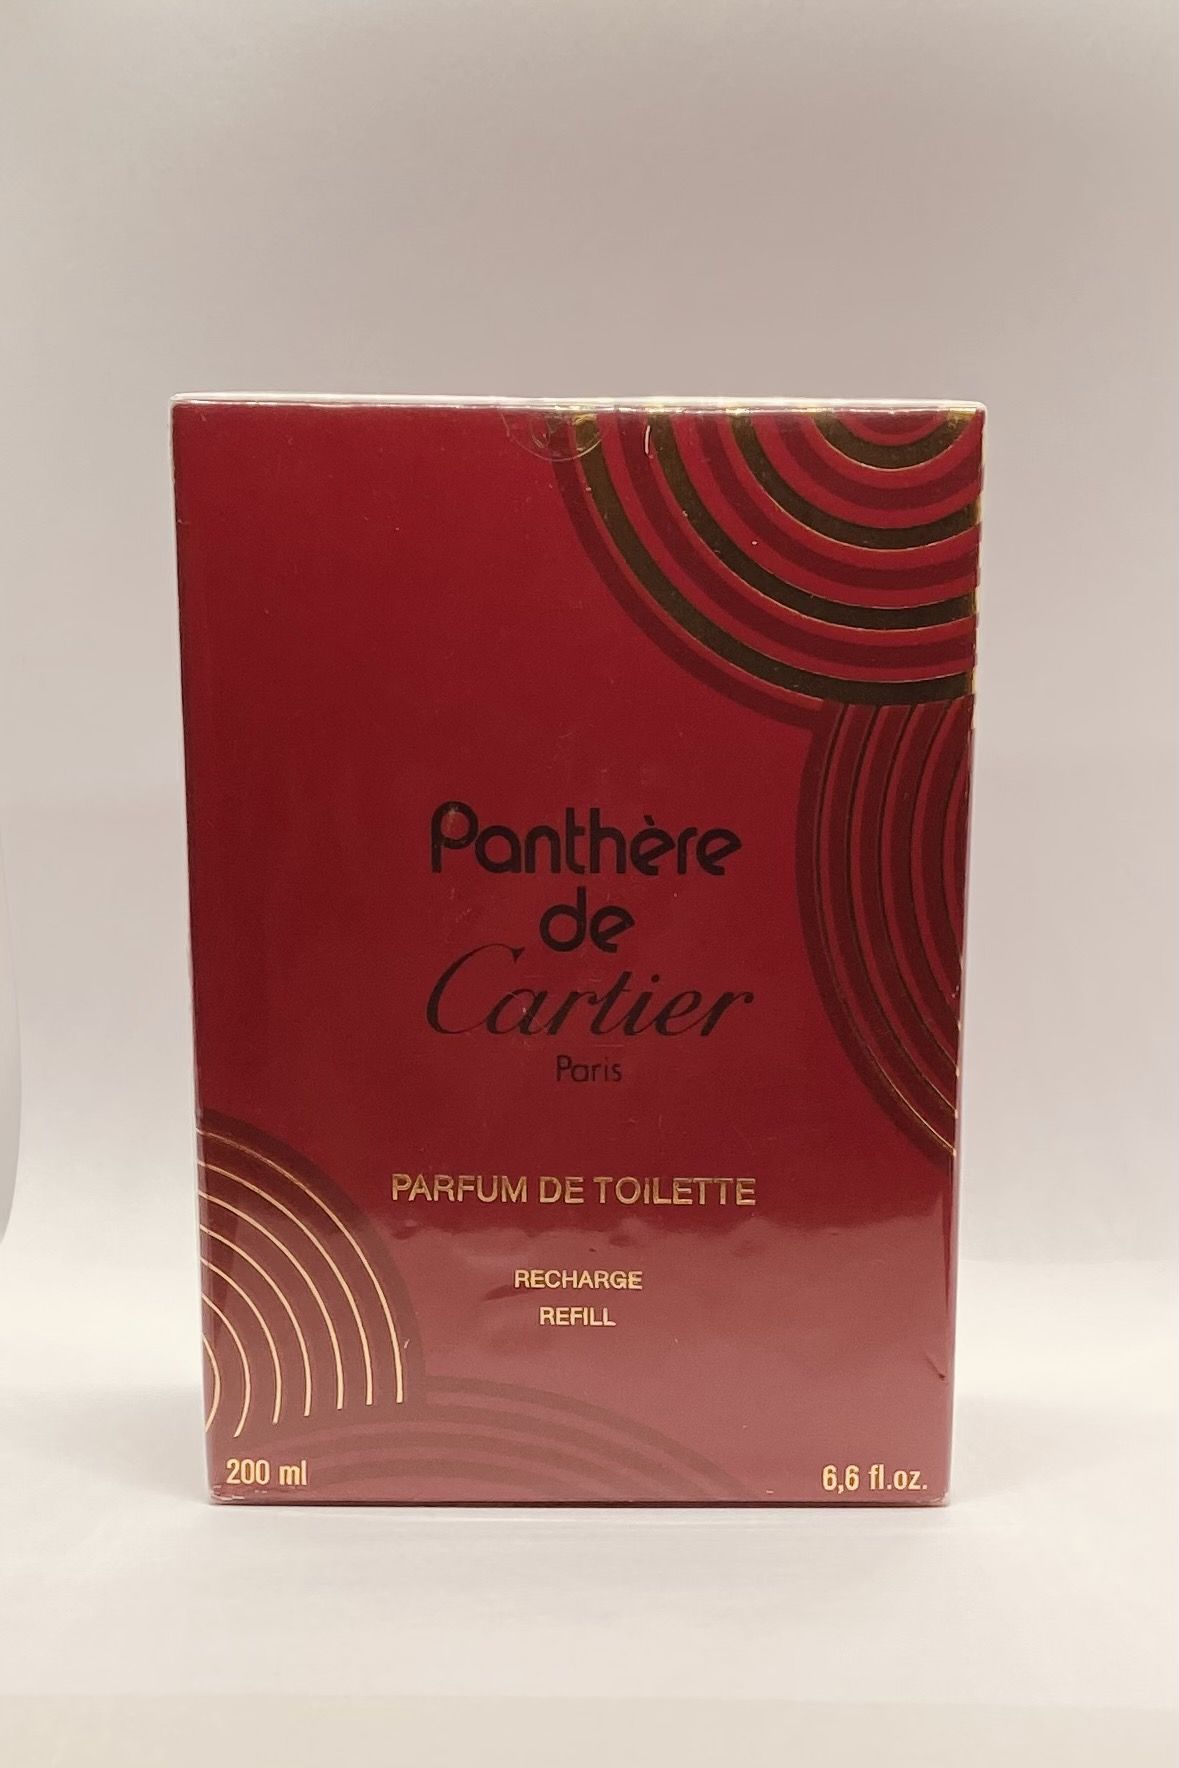 Panthère
de
Cartier
Paris
PARFUM DE TOILETTE
RECHARGE
REFILL
200 ml
6,6 fl.oz.